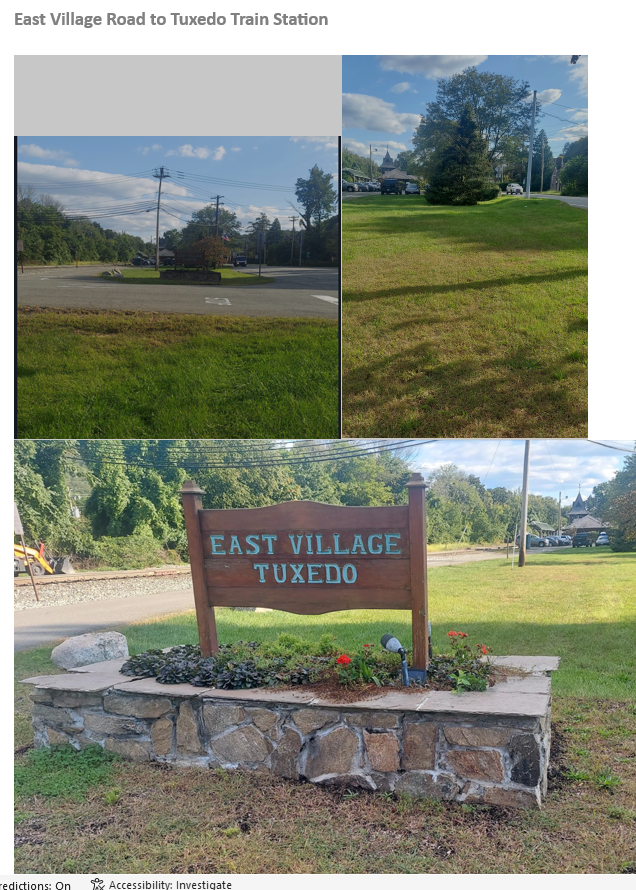 East Village Road to Tuxedo Train Station
EAST VILLAGE
TUXEDO
redictions: On
Accessibility: Investigate